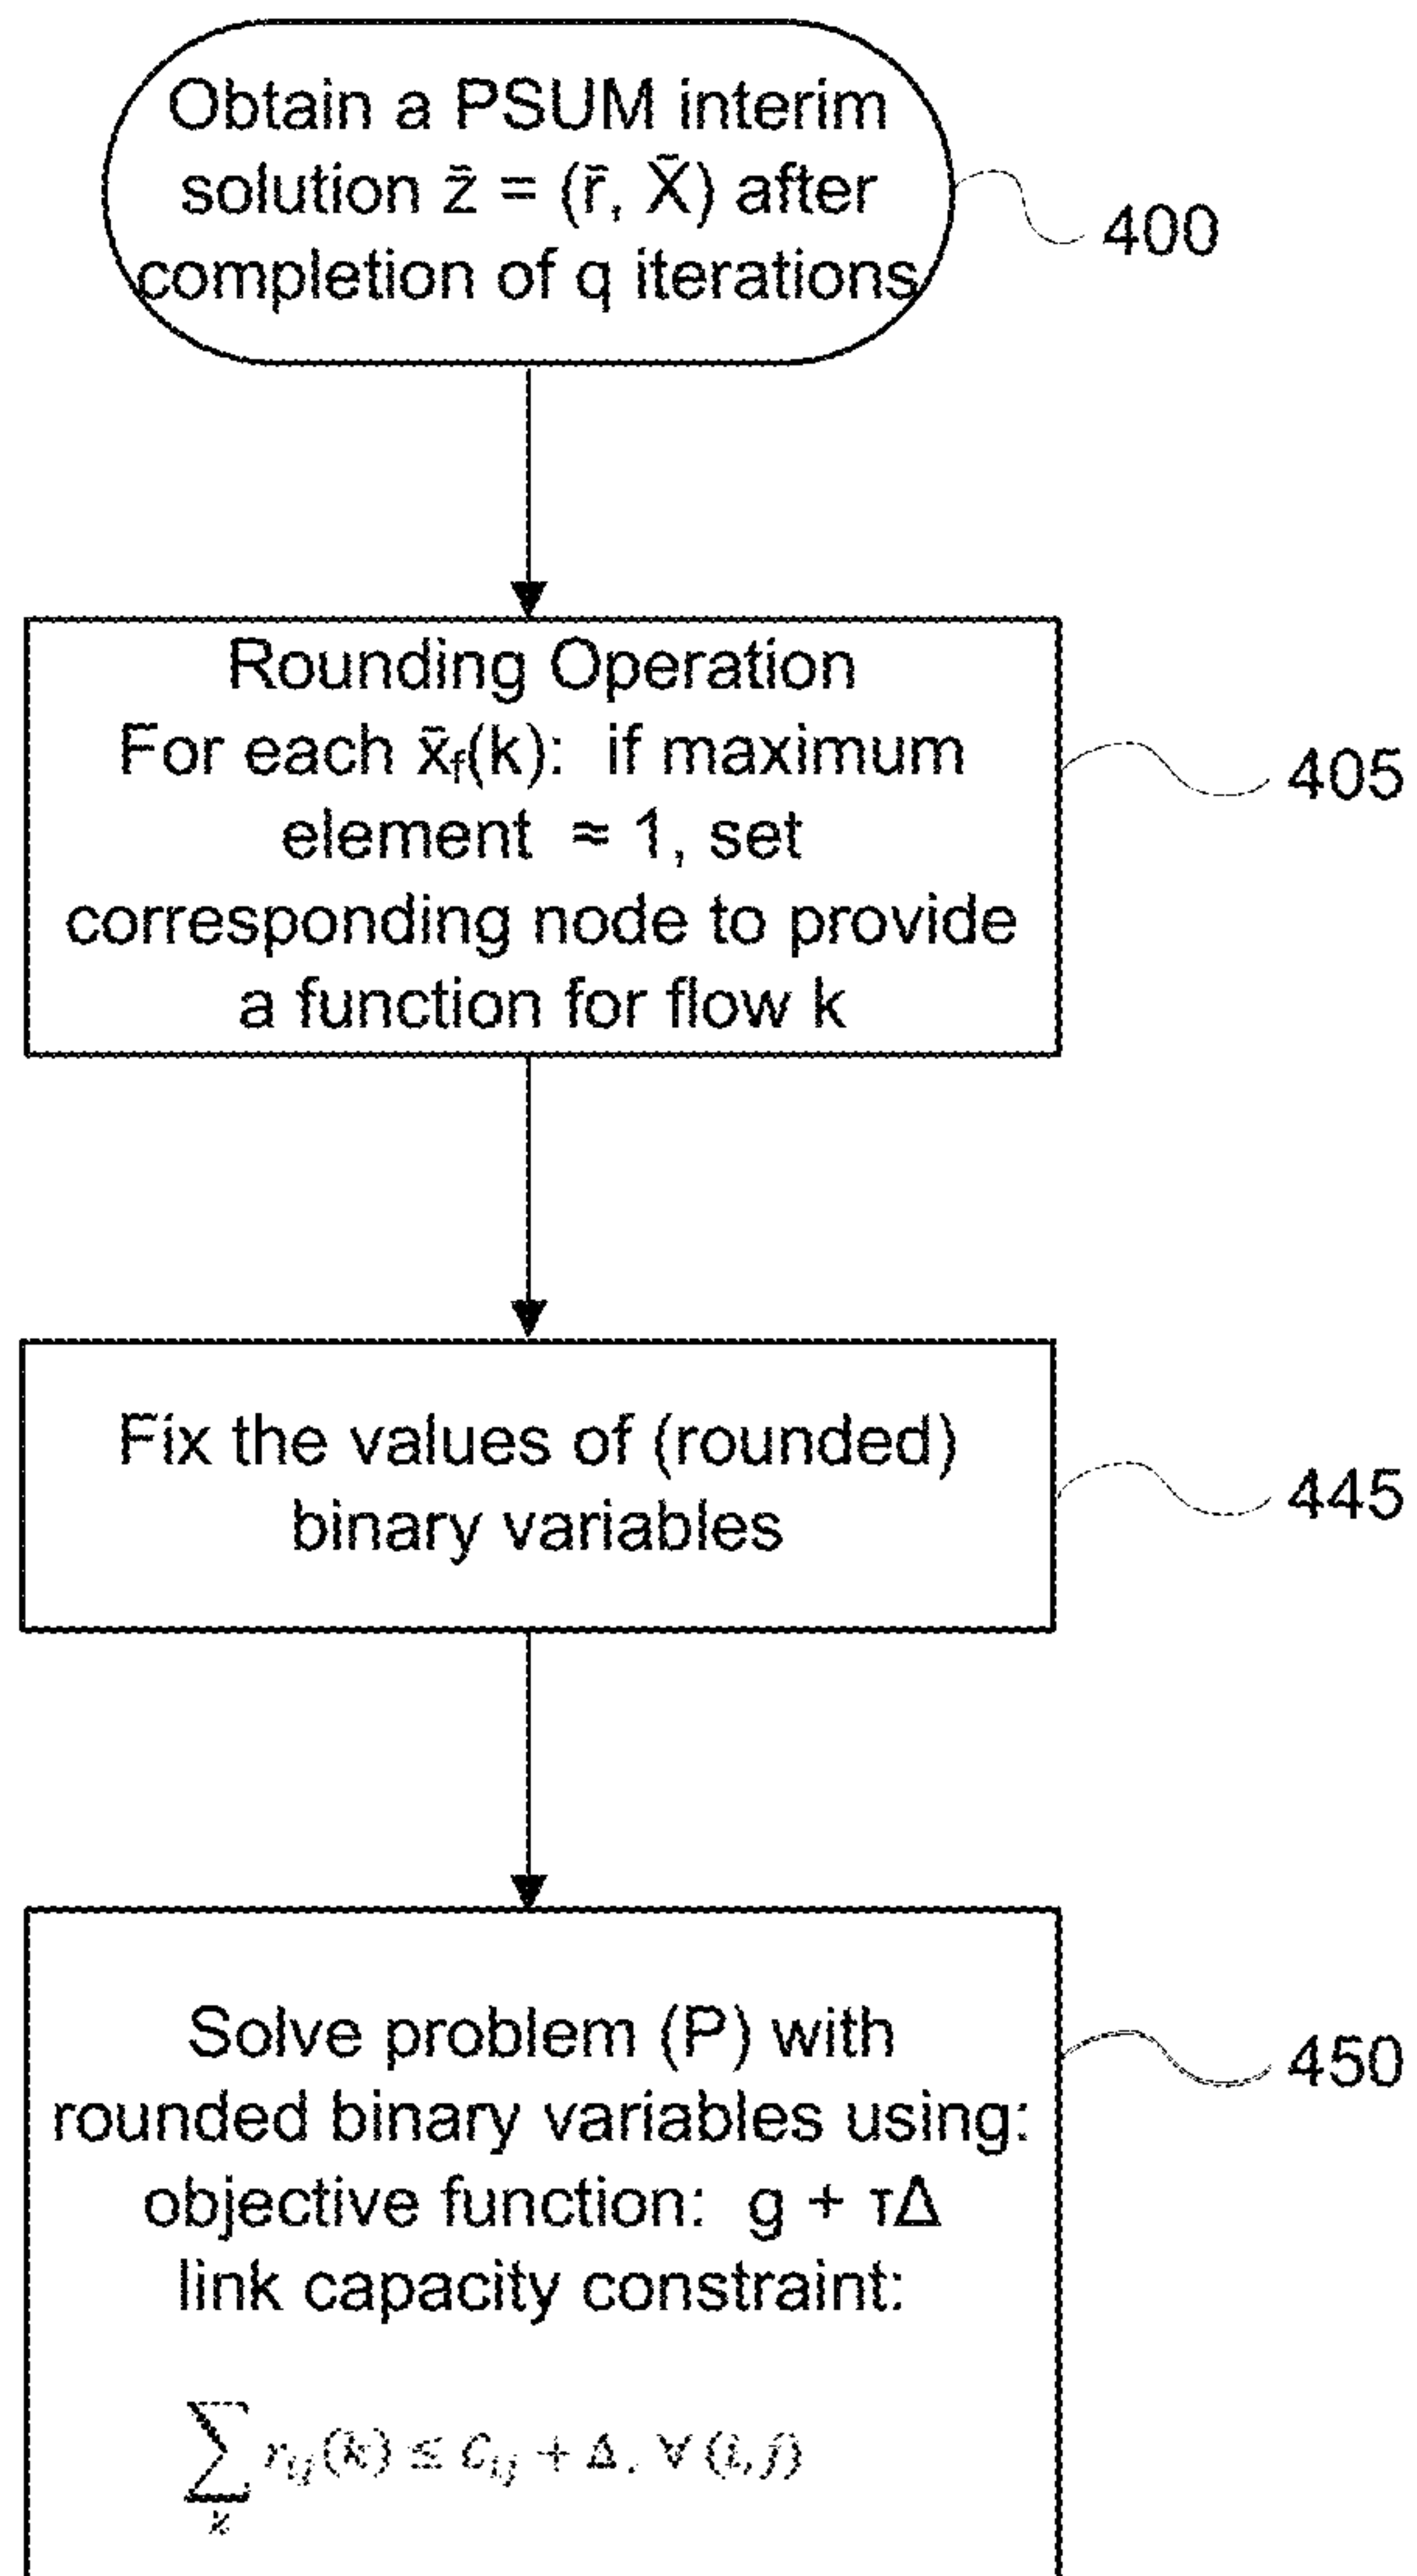 Obtain a PSUM interim
solution z̄ = (r̄, X̄) after
completion of q iterations
400
Rounding Operation
For each x̄f(k): if maximum
element ≈ 1, set
corresponding node to provide
a function for flow k
405
Fix the values of (rounded)
binary variables
445
Solve problem (P) with
rounded binary variables using:
objective function: g + τΔ
link capacity constraint:
∑ₖ rᵢⱼ(k) ≤ Cᵢⱼ + Δ, ∀ (i, j)
450